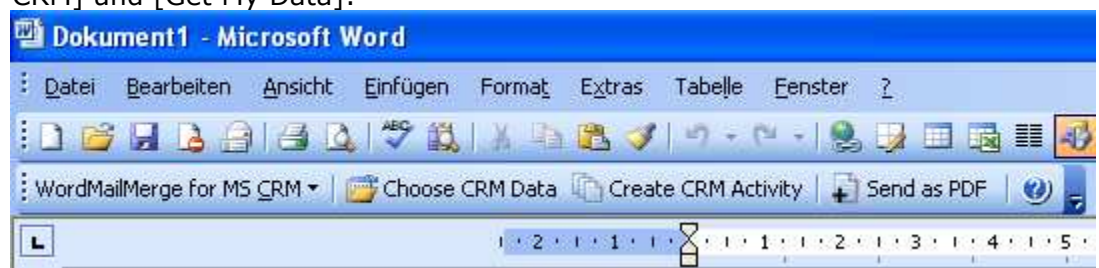 CRM] and [Get My Data].
Dokument1 - Microsoft Word
Datei Bearbeiten Ansicht Einfügen Format Extras Tabelle Fenster ?
ABC
WordMailMerge for MS CRM Choose CRM Data Create CRM Activity Send as PDF
L 2 1 1 2 3 4 5